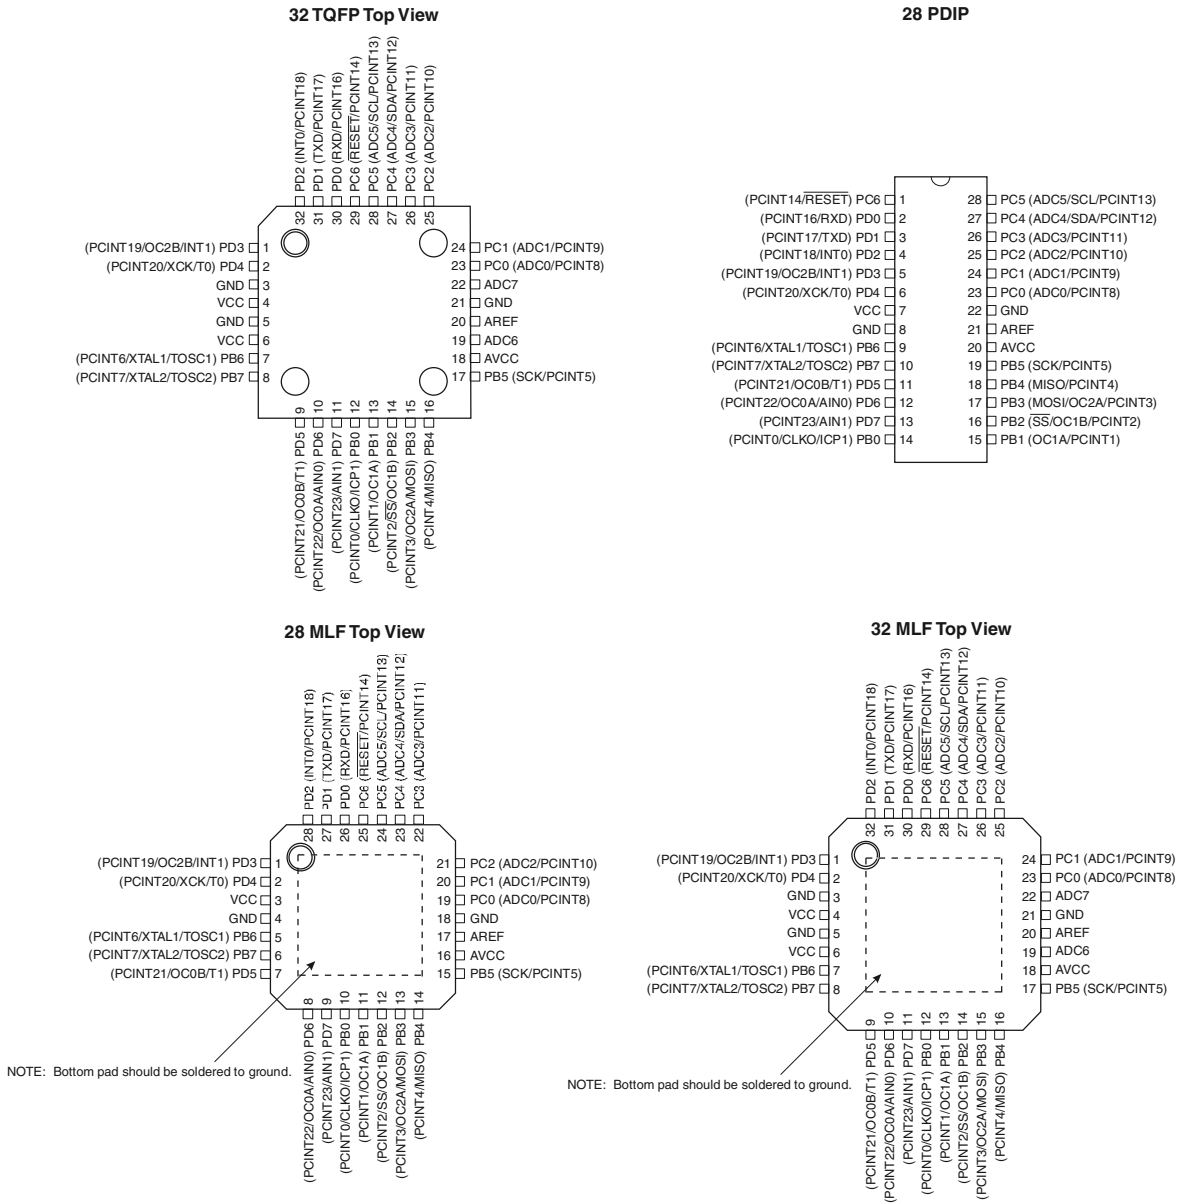 32 TQFP Top View
PD2 (INT0/PCINT18)
PD1 (TXD/PCINT17)
PD0 (RXD/PCINT16)
PC6 (RESET/PCINT14)
PC5 (ADC5/SCL/PCINT13)
PC4 (ADC4/SDA/PCINT12)
PC3 (ADC3/PCINT11)
PC2 (ADC2/PCINT10)
32 31 30 29 28 27 26 25
(PCINT19/OC2B/INT1) PD3 1
(PCINT20/XCK/T0) PD4 2
GND 3
VCC 4
GND 5
VCC 6
(PCINT6/XTAL1/TOSC1) PB6 7
(PCINT7/XTAL2/TOSC2) PB7 8
24 PC1 (ADC1/PCINT9)
23 PC0 (ADC0/PCINT8)
22 ADC7
21 GND
20 AREF
19 ADC6
18 AVCC
17 PB5 (SCK/PCINT5)
9 10 11 12 13 14 15 16
(PCINT21/OC0B/T1) PD5
(PCINT22/OC0A/AIN0) PD6
(PCINT23/AIN1) PD7
(PCINT0/CLKO/ICP1) PB0
(PCINT1/OC1A) PB1
(PCINT2/SS/OC1B) PB2
(PCINT3/OC2A/MOSI) PB3
(PCINT4/MISO) PB4
28 PDIP
(PCINT14/RESET) PC6 1
(PCINT16/RXD) PD0 2
(PCINT17/TXD) PD1 3
(PCINT18/INT0) PD2 4
(PCINT19/OC2B/INT1) PD3 5
(PCINT20/XCK/T0) PD4 6
VCC 7
GND 8
(PCINT6/XTAL1/TOSC1) PB6 9
(PCINT7/XTAL2/TOSC2) PB7 10
(PCINT21/OC0B/T1) PD5 11
(PCINT22/OC0A/AIN0) PD6 12
(PCINT23/AIN1) PD7 13
(PCINT0/CLKO/ICP1) PB0 14
28 PC5 (ADC5/SCL/PCINT13)
27 PC4 (ADC4/SDA/PCINT12)
26 PC3 (ADC3/PCINT11)
25 PC2 (ADC2/PCINT10)
24 PC1 (ADC1/PCINT9)
23 PC0 (ADC0/PCINT8)
22 GND
21 AREF
20 AVCC
19 PB5 (SCK/PCINT5)
18 PB4 (MISO/PCINT4)
17 PB3 (MOSI/OC2A/PCINT3)
16 PB2 (SS/OC1B/PCINT2)
15 PB1 (OC1A/PCINT1)
28 MLF Top View
PD2 (INT0/PCINT18)
PD1 (TXD/PCINT17)
PD0 (RXD/PCINT16)
PC6 (RESET/PCINT14)
PC5 (ADC5/SCL/PCINT13)
PC4 (ADC4/SDA/PCINT12)
PC3 (ADC3/PCINT11)
28 27 26 25 24 23 22
(PCINT19/OC2B/INT1) PD3 1
(PCINT20/XCK/T0) PD4 2
VCC 3
GND 4
(PCINT6/XTAL1/TOSC1) PB6 5
(PCINT7/XTAL2/TOSC2) PB7 6
(PCINT21/OC0B/T1) PD5 7
21 PC2 (ADC2/PCINT10)
20 PC1 (ADC1/PCINT9)
19 PC0 (ADC0/PCINT8)
18 GND
17 AREF
16 AVCC
15 PB5 (SCK/PCINT5)
8 9 10 11 12 13 14
(PCINT22/OC0A/AIN0) PD6
(PCINT23/AIN1) PD7
(PCINT0/CLKO/ICP1) PB0
(PCINT1/OC1A) PB1
(PCINT2/SS/OC1B) PB2
(PCINT3/OC2A/MOSI) PB3
(PCINT4/MISO) PB4
NOTE: Bottom pad should be soldered to ground.
32 MLF Top View
PD2 (INT0/PCINT18)
PD1 (TXD/PCINT17)
PD0 (RXD/PCINT16)
PC6 (RESET/PCINT14)
PC5 (ADC5/SCL/PCINT13)
PC4 (ADC4/SDA/PCINT12)
PC3 (ADC3/PCINT11)
PC2 (ADC2/PCINT10)
32 31 30 29 28 27 26 25
(PCINT19/OC2B/INT1) PD3 1
(PCINT20/XCK/T0) PD4 2
GND 3
VCC 4
GND 5
VCC 6
(PCINT6/XTAL1/TOSC1) PB6 7
(PCINT7/XTAL2/TOSC2) PB7 8
24 PC1 (ADC1/PCINT9)
23 PC0 (ADC0/PCINT8)
22 ADC7
21 GND
20 AREF
19 ADC6
18 AVCC
17 PB5 (SCK/PCINT5)
9 10 11 12 13 14 15 16
(PCINT21/OC0B/T1) PD5
(PCINT22/OC0A/AIN0) PD6
(PCINT23/AIN1) PD7
(PCINT0/CLKO/ICP1) PB0
(PCINT1/OC1A) PB1
(PCINT2/SS/OC1B) PB2
(PCINT3/OC2A/MOSI) PB3
(PCINT4/MISO) PB4
NOTE: Bottom pad should be soldered to ground.